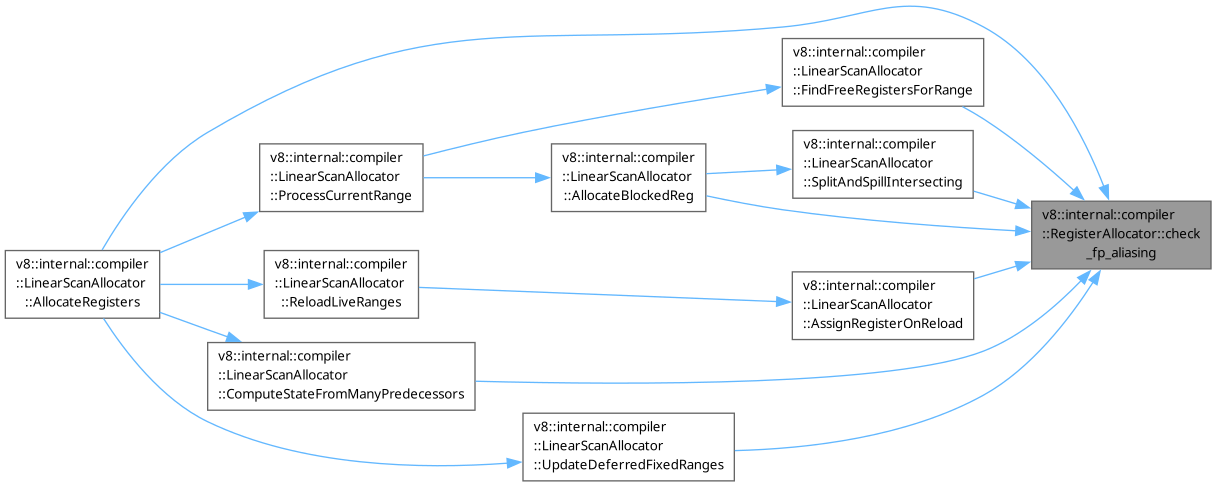 v8::internal::compiler
::LinearScanAllocator
::FindFreeRegistersForRange
v8::internal::compiler
::LinearScanAllocator
::SplitAndSpillIntersecting
v8::internal::compiler
::LinearScanAllocator
::ProcessCurrentRange
v8::internal::compiler
::LinearScanAllocator
::AllocateBlockedReg
v8::internal::compiler
::RegisterAllocator::check
_fp_aliasing
v8::internal::compiler
::LinearScanAllocator
::AllocateRegisters
v8::internal::compiler
::LinearScanAllocator
::ReloadLiveRanges
v8::internal::compiler
::LinearScanAllocator
::AssignRegisterOnReload
v8::internal::compiler
::LinearScanAllocator
::ComputeStateFromManyPredecessors
v8::internal::compiler
::LinearScanAllocator
::UpdateDeferredFixedRanges